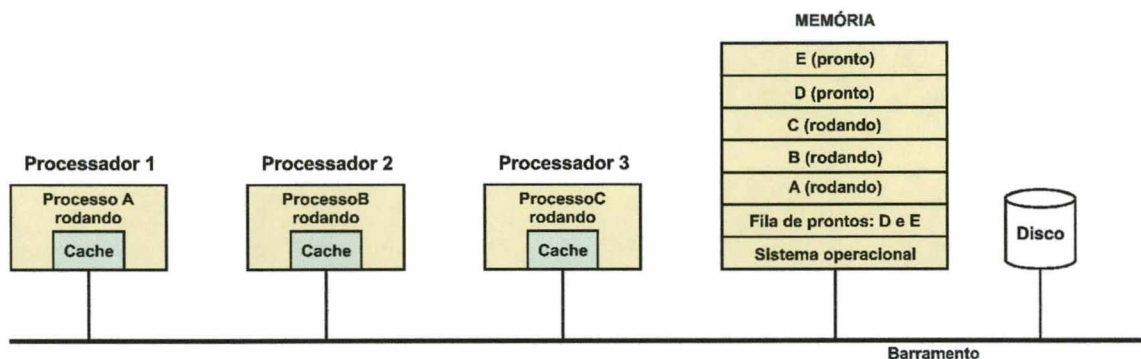 MEMÓRIA
E (pronto)
D (pronto)
C (rodando)
B (rodando)
A (rodando)
Fila de prontos: D e E
Sistema operacional
Processador 1
Processo A
rodando
Cache
Processador 2
ProcessoB
rodando
Cache
Processador 3
ProcessoC
rodando
Cache
Disco
Barramento